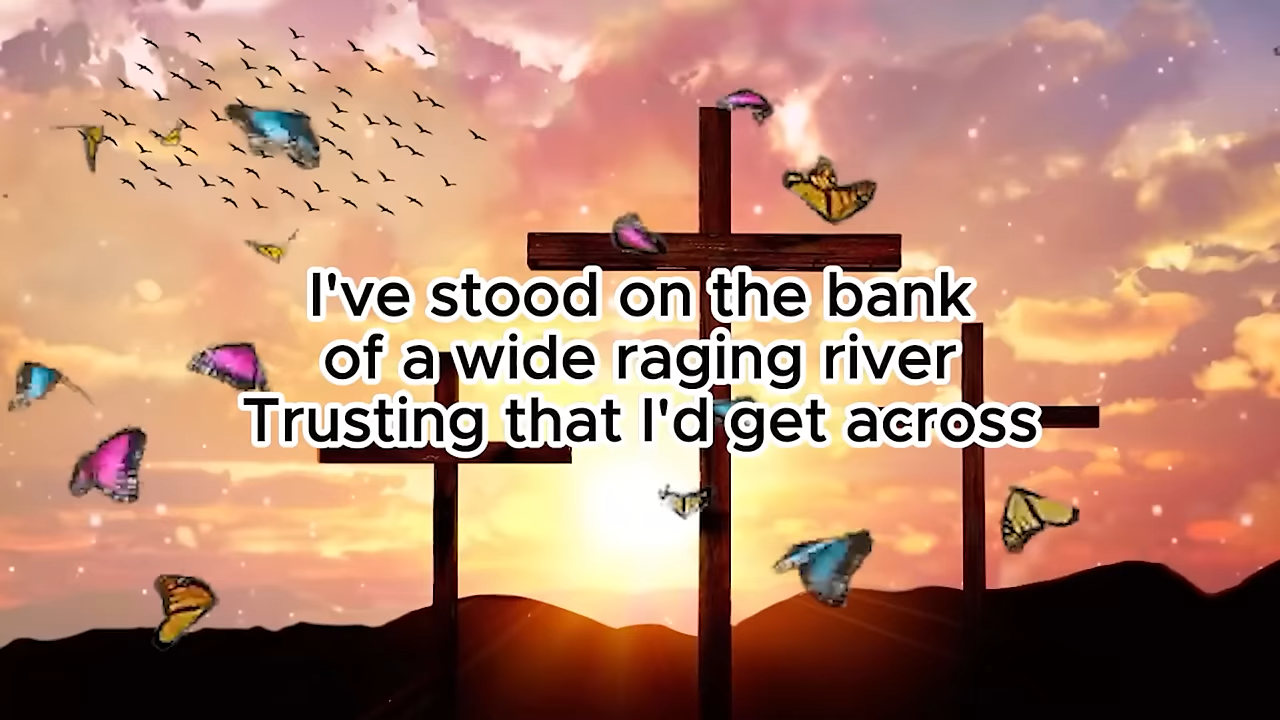 I've stood on the bank
of a wide raging river
Trusting that I'd get across